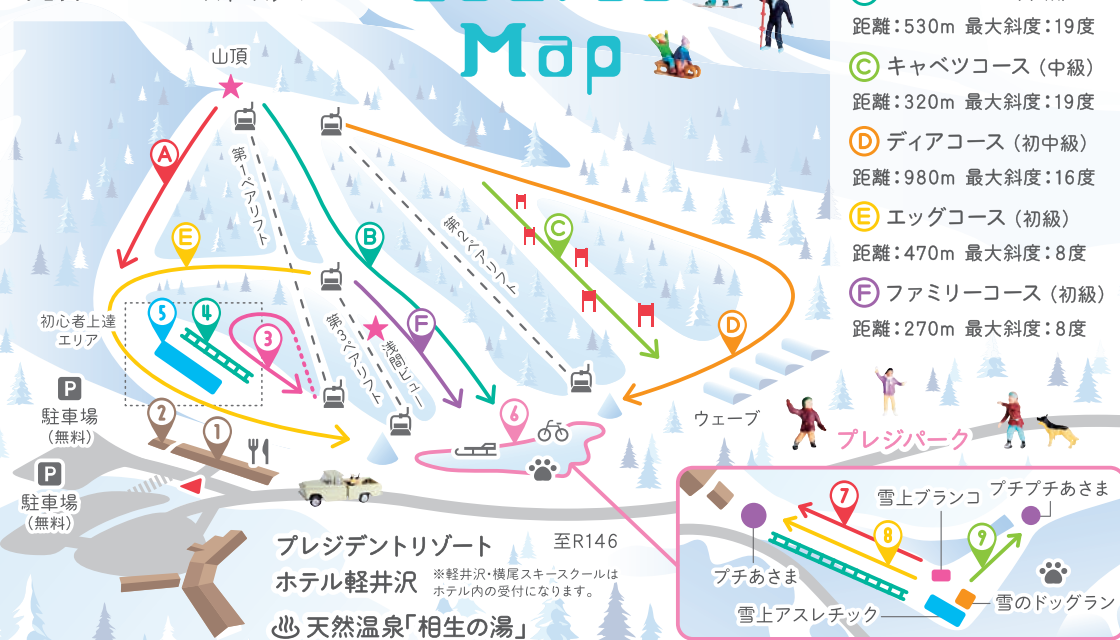 Map
山頂
A
第1ペアリフト
E
B
第2ペアリフト
C
D
初心者上達
エリア
5
4
3
第3ペアリフト
浅間ビュー
F
P
駐車場
(無料)
P
駐車場
(無料)
2
1
6
ウェーブ
プレジパーク
距離:530m 最大斜度:19度
C キャベツコース (中級)
距離:320m 最大斜度:19度
D ディアコース (初中級)
距離:980m 最大斜度:16度
E エッグコース (初級)
距離:470m 最大斜度:8度
F ファミリーコース (初級)
距離:270m 最大斜度:8度
7
雪上ブランコ
プチプチあさま
8
9
プチあさま
雪上アスレチック
雪のドッグラン
プレジデントリゾート
ホテル軽井沢
至R146
※軽井沢・横尾スキースクールは
ホテル内の受付になります。
天然温泉「相生の湯」